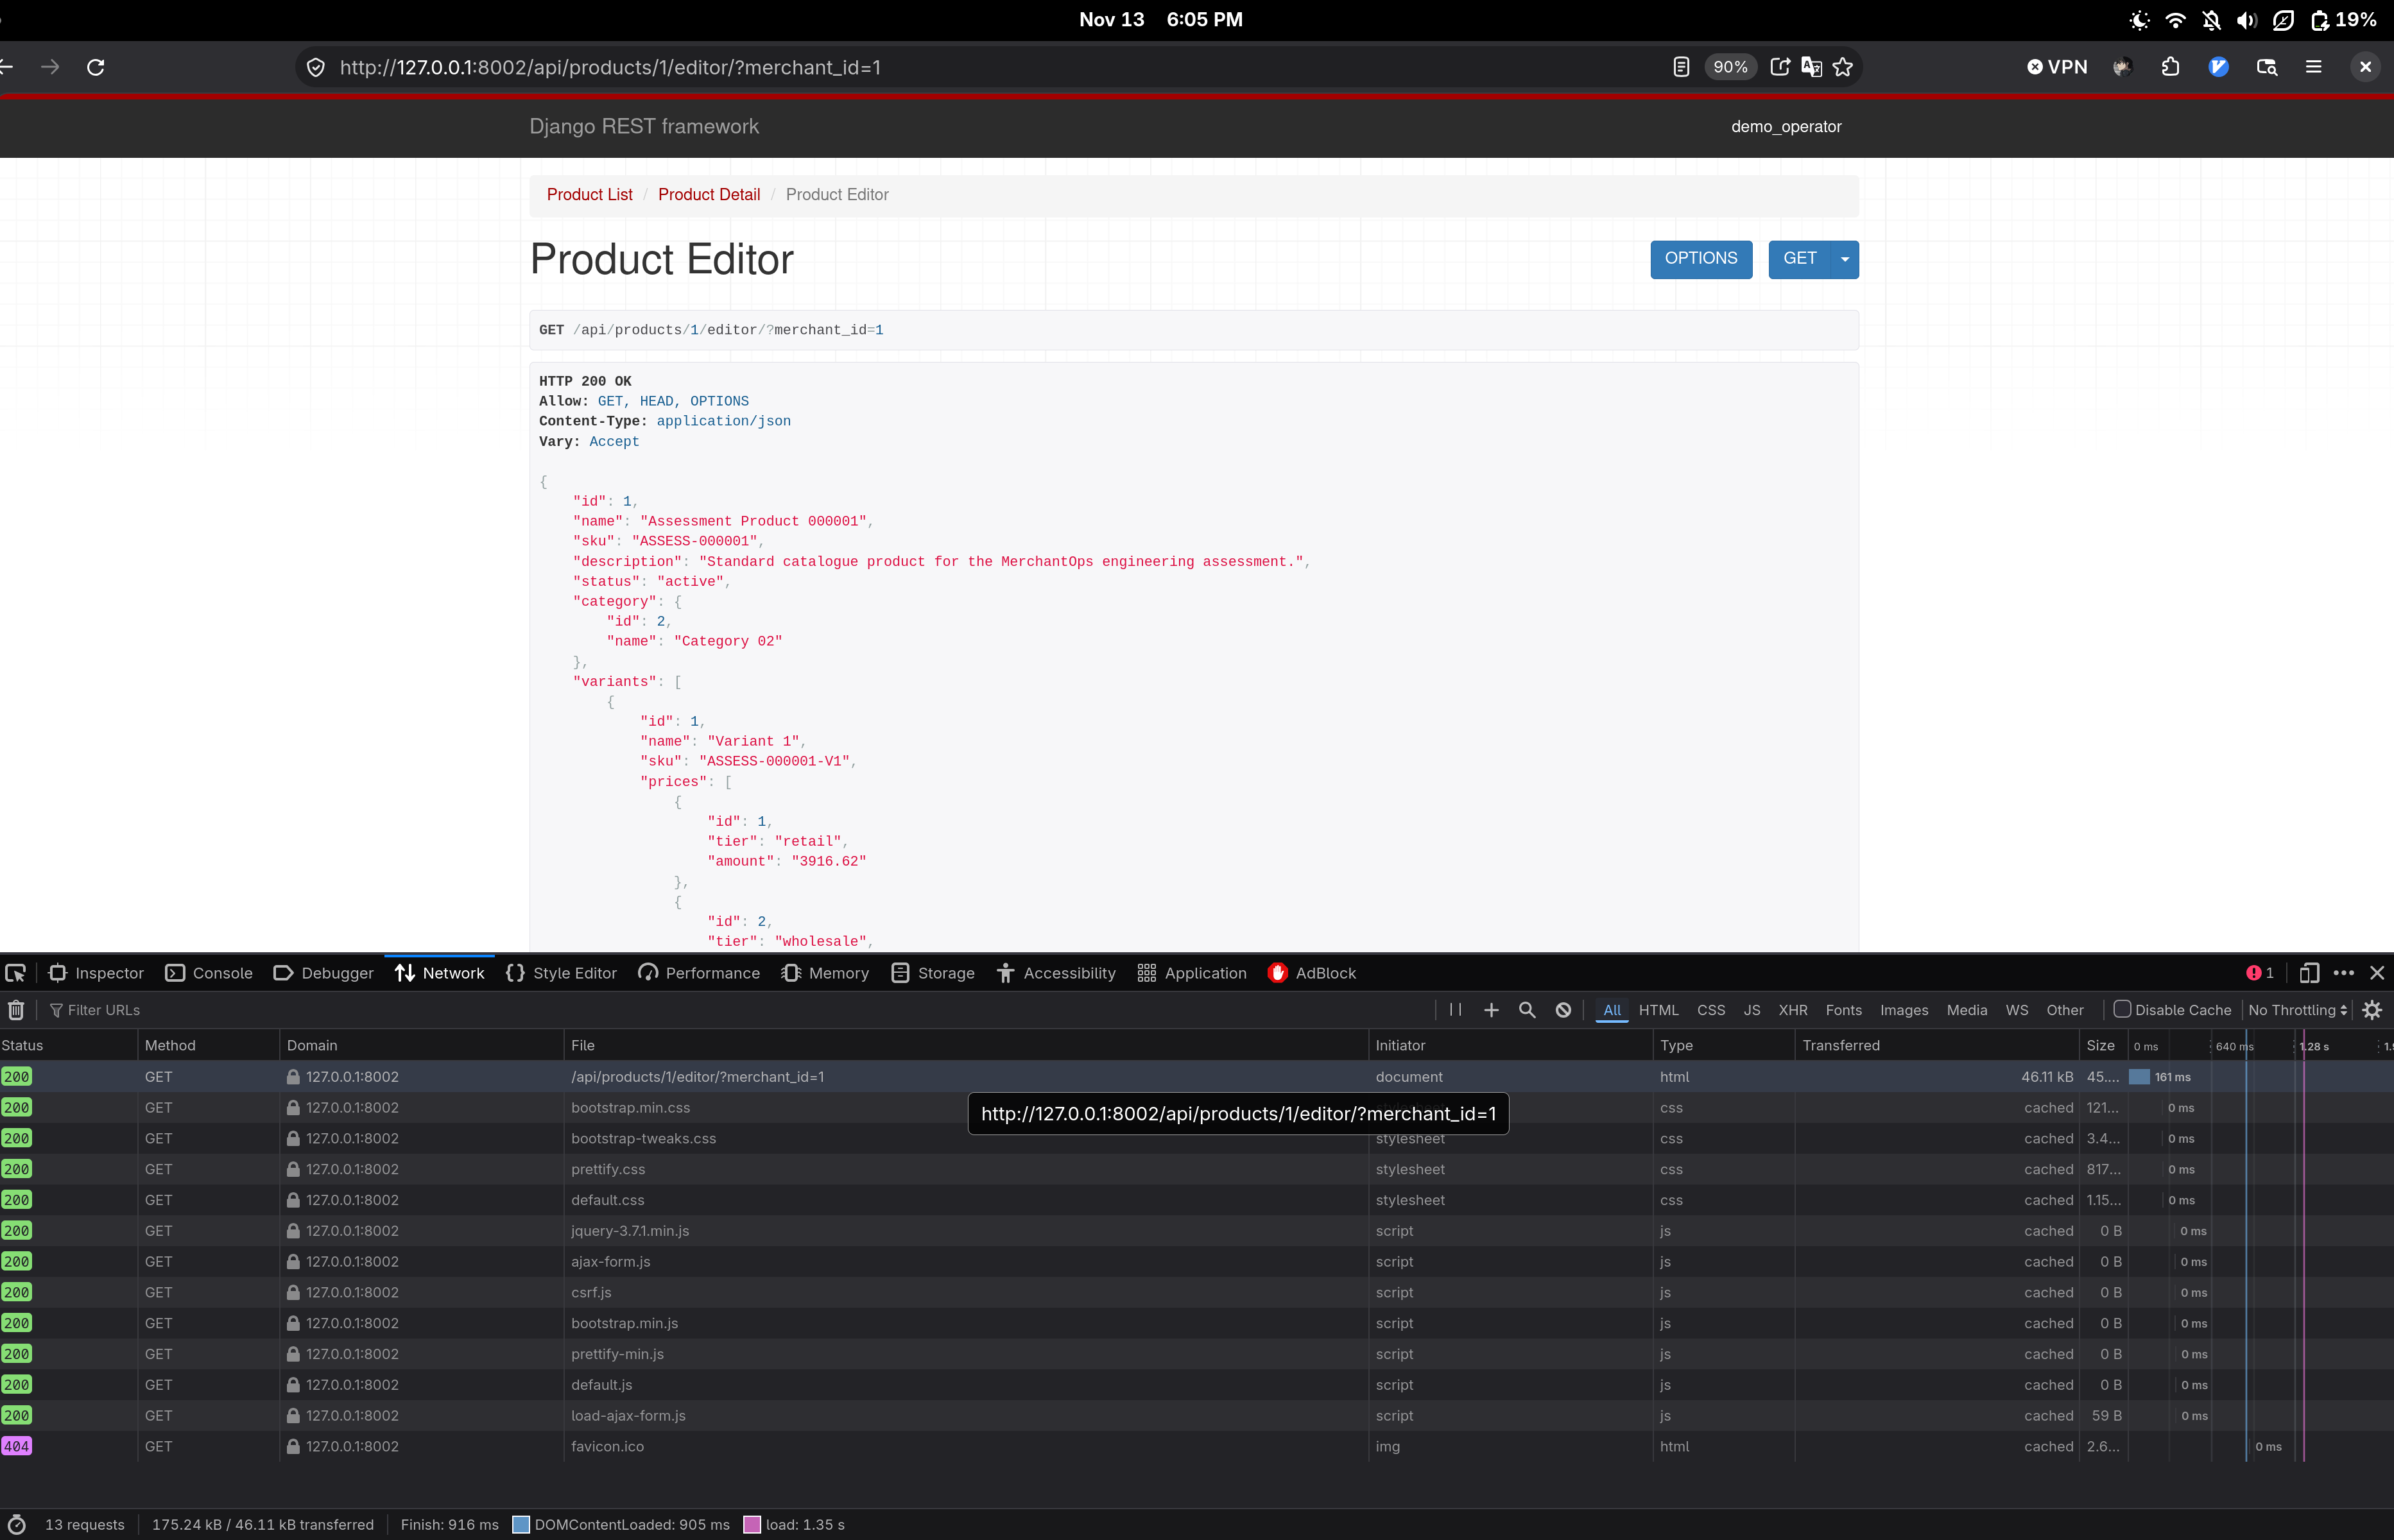 Nov 13 6:05 PM
19%
http://127.0.0.1:8002/api/products/1/editor/?merchant_id=1
90%
VPN
Django REST framework
demo_operator
Product List / Product Detail / Product Editor
Product Editor
OPTIONS
GET
GET /api/products/1/editor/?merchant_id=1
HTTP 200 OK
Allow: GET, HEAD, OPTIONS
Content-Type: application/json
Vary: Accept
{
"id": 1,
"name": "Assessment Product 000001",
"sku": "ASSESS-000001",
"description": "Standard catalogue product for the MerchantOps engineering assessment.",
"status": "active",
"category": {
"id": 2,
"name": "Category 02"
},
"variants": [
{
"id": 1,
"name": "Variant 1",
"sku": "ASSESS-000001-V1",
"prices": [
{
"id": 1,
"tier": "retail",
"amount": "3916.62"
},
{
"id": 2,
"tier": "wholesale",
Inspector Console Debugger Network Style Editor Performance Memory Storage Accessibility Application AdBlock 1
Filter URLs All HTML CSS JS XHR Fonts Images Media WS Other Disable Cache No Throttling
Status Method Domain File Initiator Type Transferred Size 0 ms 640 ms 1.28 s
200 GET 127.0.0.1:8002 /api/products/1/editor/?merchant_id=1 document html 46.11 kB 45.... 161 ms
200 GET 127.0.0.1:8002 bootstrap.min.css css cached 121... 0 ms
http://127.0.0.1:8002/api/products/1/editor/?merchant_id=1
200 GET 127.0.0.1:8002 bootstrap-tweaks.css stylesheet css cached 3.4... 0 ms
200 GET 127.0.0.1:8002 prettify.css stylesheet css cached 817... 0 ms
200 GET 127.0.0.1:8002 default.css stylesheet css cached 1.15... 0 ms
200 GET 127.0.0.1:8002 jquery-3.7.1.min.js script js cached 0 B 0 ms
200 GET 127.0.0.1:8002 ajax-form.js script js cached 0 B 0 ms
200 GET 127.0.0.1:8002 csrf.js script js cached 0 B 0 ms
200 GET 127.0.0.1:8002 bootstrap.min.js script js cached 0 B 0 ms
200 GET 127.0.0.1:8002 prettify-min.js script js cached 0 B 0 ms
200 GET 127.0.0.1:8002 default.js script js cached 0 B 0 ms
200 GET 127.0.0.1:8002 load-ajax-form.js script js cached 59 B 0 ms
404 GET 127.0.0.1:8002 favicon.ico img html cached 2.6... 0 ms
13 requests 175.24 kB / 46.11 kB transferred Finish: 916 ms DOMContentLoaded: 905 ms load: 1.35 s